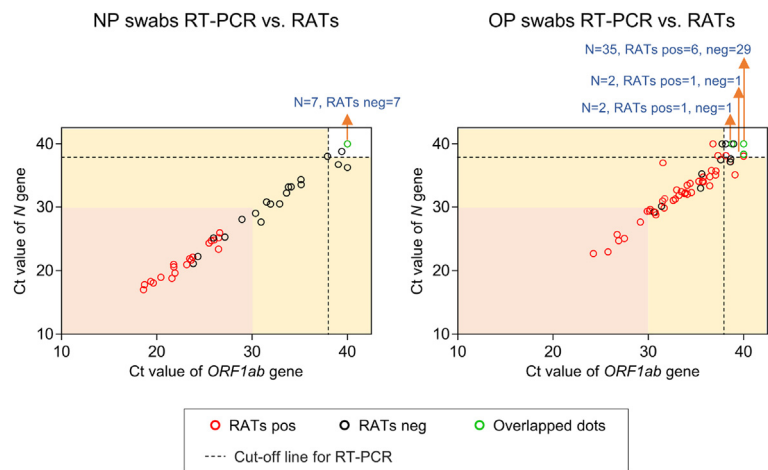 NP swabs RT-PCR vs. RATs
N=7, RATs neg=7
40
30
20
10
10 20 30 40
Ct value of N gene
Ct value of ORF1ab gene
OP swabs RT-PCR vs. RATs
N=35, RATs pos=6, neg=29
N=2, RATs pos=1, neg=1
N=2, RATs pos=1, neg=1
40
30
20
10
10 20 30 40
Ct value of N gene
Ct value of ORF1ab gene
RATs pos RATs neg Overlapped dots
Cut-off line for RT-PCR